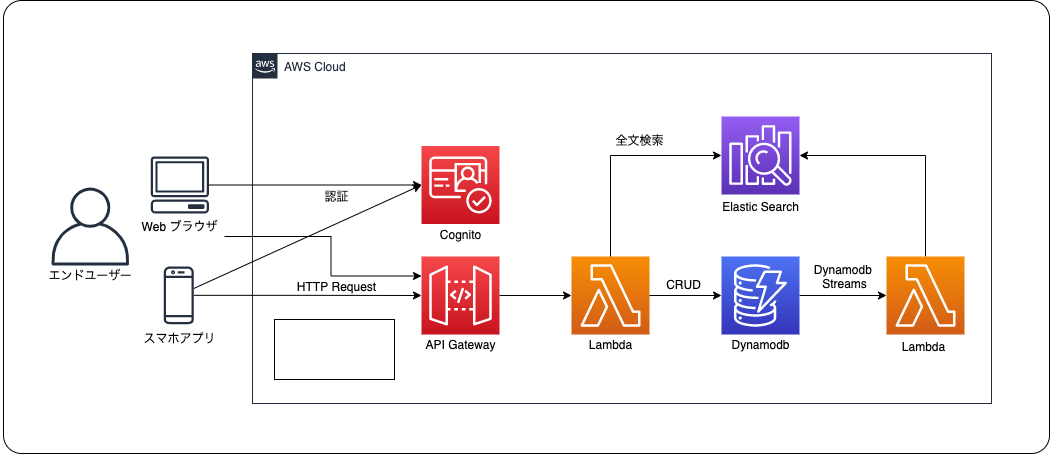 aws
AWS Cloud
全文検索
認証
Elastic Search
Web ブラウザ
Cognito
エンドユーザー
Dynamodb
Streams
HTTP Request
</>
CRUD
スマホアプリ
API Gateway
Lambda
Dynamodb
Lambda